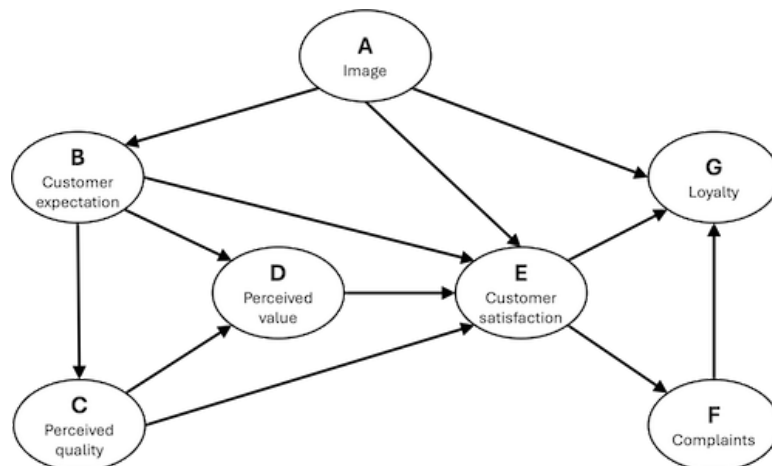 A
Image
B
Customer
expectation
G
Loyalty
D
Perceived
value
E
Customer
satisfaction
C
Perceived
quality
F
Complaints